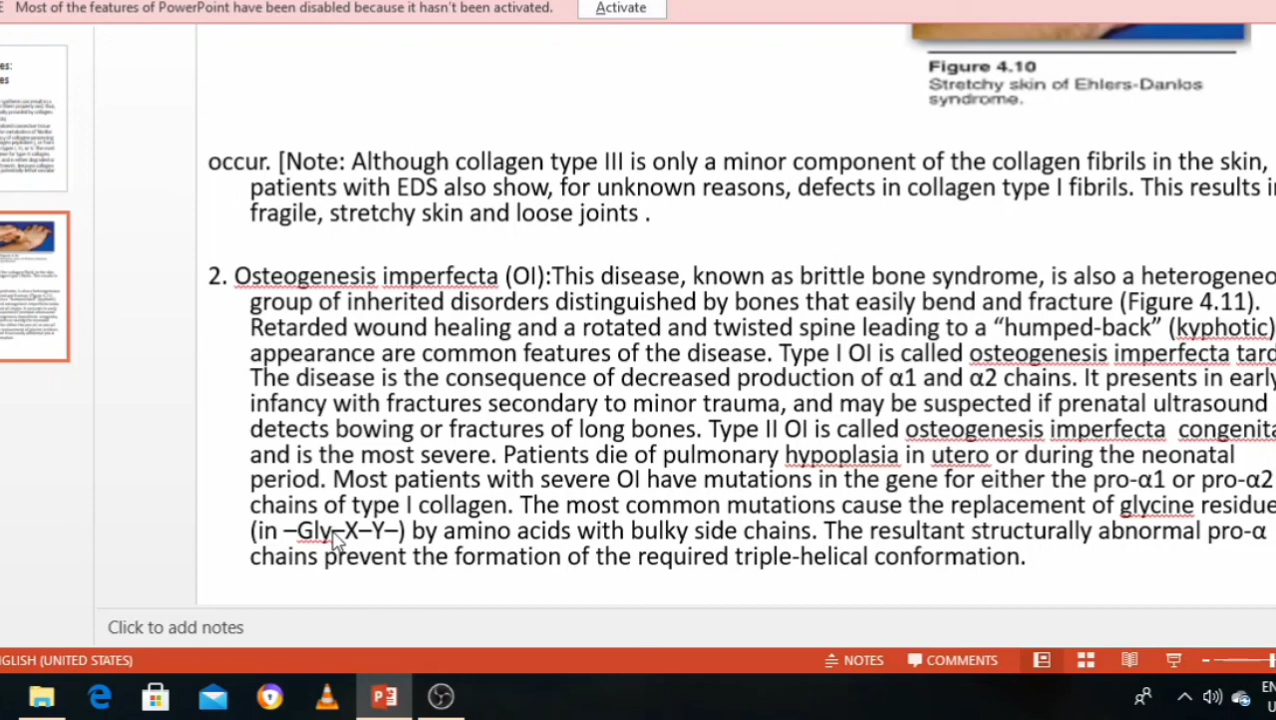 Most of the features of PowerPoint have been disabled because it hasn't been activated.
Activate
Figure 4.10
Stretchy skin of Ehlers-Danlos
syndrome.
occur. [Note: Although collagen type III is only a minor component of the collagen fibrils in the skin,
patients with EDS also show, for unknown reasons, defects in collagen type I fibrils. This results in
fragile, stretchy skin and loose joints .
2. Osteogenesis imperfecta (OI):This disease, known as brittle bone syndrome, is also a heterogeneo
group of inherited disorders distinguished by bones that easily bend and fracture (Figure 4.11).
Retarded wound healing and a rotated and twisted spine leading to a “humped-back” (kyphotic)
appearance are common features of the disease. Type I OI is called osteogenesis imperfecta tard
The disease is the consequence of decreased production of α1 and α2 chains. It presents in early
infancy with fractures secondary to minor trauma, and may be suspected if prenatal ultrasound
detects bowing or fractures of long bones. Type II OI is called osteogenesis imperfecta congenita
and is the most severe. Patients die of pulmonary hypoplasia in utero or during the neonatal
period. Most patients with severe OI have mutations in the gene for either the pro-α1 or pro-α2
chains of type I collagen. The most common mutations cause the replacement of glycine residue
(in –Gly–X–Y–) by amino acids with bulky side chains. The resultant structurally abnormal pro-α
chains prevent the formation of the required triple-helical conformation.
Click to add notes
GLISH (UNITED STATES)
NOTES
COMMENTS